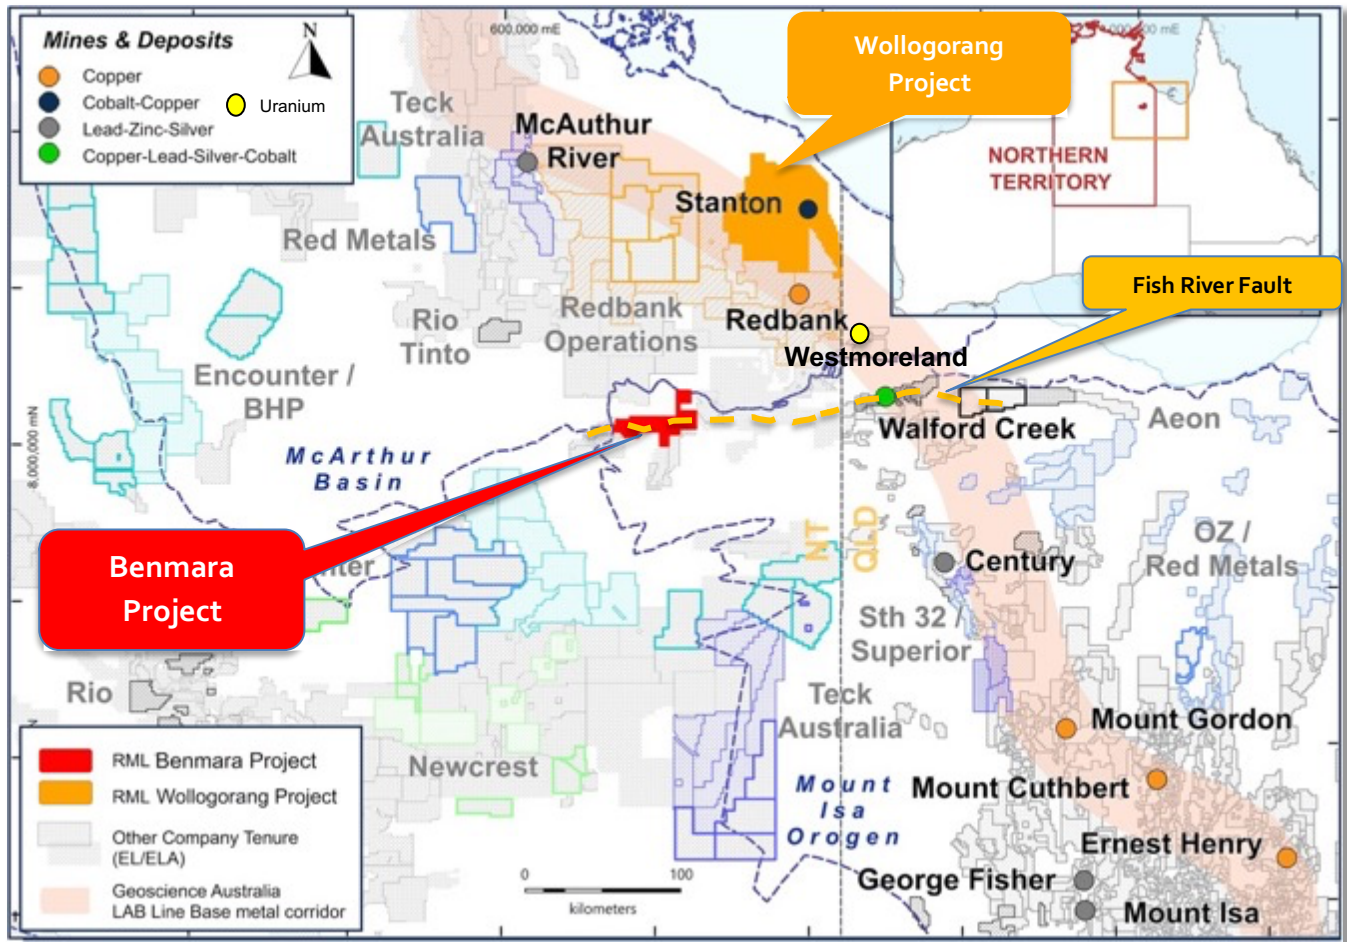 Mines & Deposits
N
Copper
Cobalt-Copper
Uranium
Lead-Zinc-Silver
Copper-Lead-Silver-Cobalt
600,000 mE
Wollogorang
Project
NORTHERN
TERRITORY
Teck
Australia
McAuthur
River
Stanton
Red Metals
Fish River Fault
Rio
Tinto
Redbank
Operations
Redbank
Westmoreland
Encounter /
BHP
Walford Creek
Aeon
8,000,000 mN
McArthur
Basin
NT
QLD
OZ /
Red Metals
Century
Benmara
Project
Sth 32 /
Superior
Rio
Teck
Australia
Mount Gordon
Newcrest
Mount
Isa
Orogen
Mount Cuthbert
Ernest Henry
George Fisher
Mount Isa
RML Benmara Project
RML Wollogorang Project
Other Company Tenure
(EL/ELA)
Geoscience Australia
LAB Line Base metal corridor
0 100
kilometers